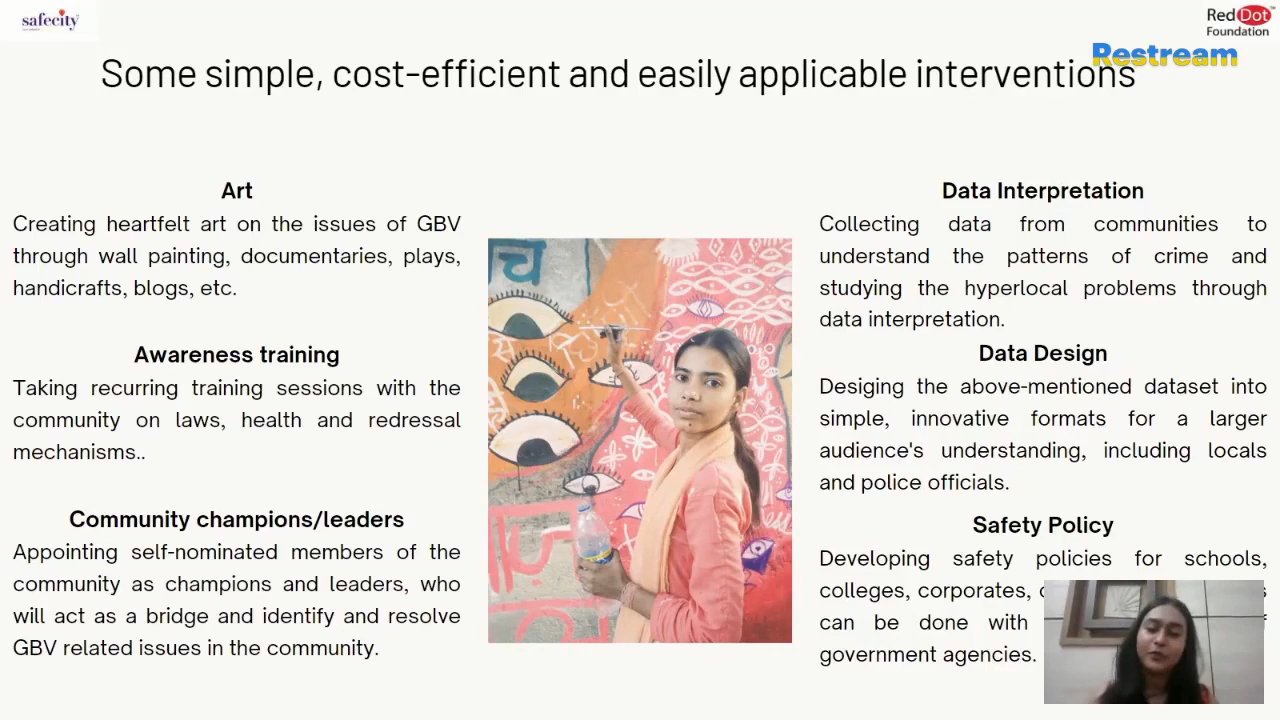 safecity
Red Dot
Foundation
Restream
Some simple, cost-efficient and easily applicable interventions
Art
Creating heartfelt art on the issues of GBV
through wall painting, documentaries, plays,
handicrafts, blogs, etc.
Awareness training
Taking recurring training sessions with the
community on laws, health and redressal
mechanisms..
Community champions/leaders
Appointing self-nominated members of the
community as champions and leaders, who
will act as a bridge and identify and resolve
GBV related issues in the community.
च
Data Interpretation
Collecting data from communities to
understand the patterns of crime and
studying the hyperlocal problems through
data interpretation.
Data Design
Desiging the above-mentioned dataset into
simple, innovative formats for a larger
audience's understanding, including locals
and police officials.
Safety Policy
Developing safety policies for schools,
colleges, corporates,
can be done with
government agencies.